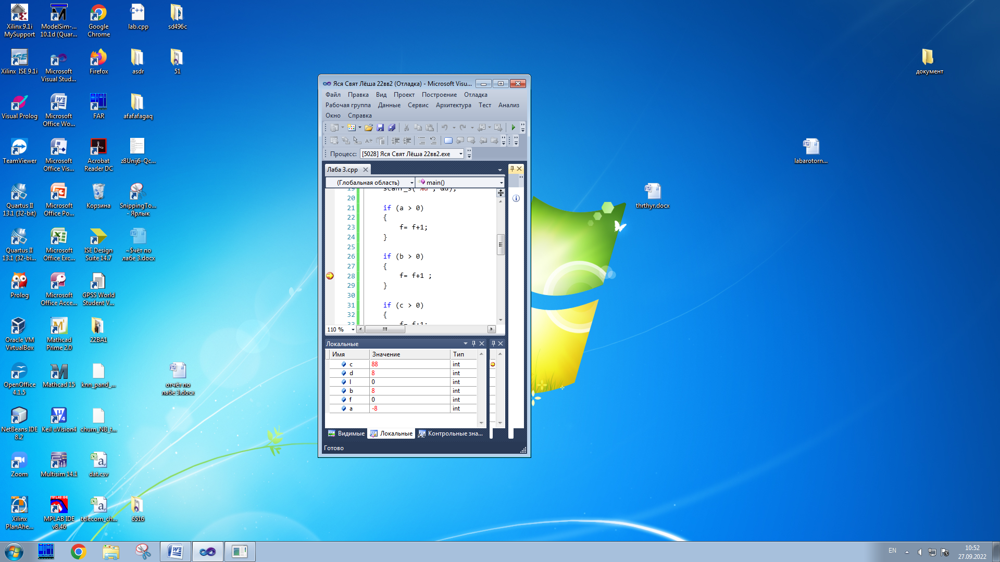 Xilinx 9.1i
MySupport
ModelSim-...
10.1d (Quar...
Google
Chrome
lab.cpp
sd496c
Xilinx ISE 9.1i
Microsoft
Visual Stud...
Firefox
asdr
51
документ
Visual Prolog
Microsoft
Office Wo...
FAR
afafafagaq
TeamViewer
Microsoft
Office Vis...
Acrobat
Reader DC
z8Unij6-Qc...
labarotorn...
Quartus II
13.1 (32-bit)
Microsoft
Office Po...
Корзина
SnippingTo...
- Ярлык
thrthyr.docx
Quartus II
13.1 (32-bi...
Microsoft
Office Exc...
ISE Design
Suite 14.7
~$чёт по
лабе 3.docx
Prolog
Microsoft
Office Acce...
GPSS World
Student V...
Oracle VM
VirtualBox
Mathcad
Prime 2.0
22BA1
OpenOffice
4.1.5
Mathcad 15
knn_pand_...
отчёт по
лабе 3.docx
NetBeans IDE
8.2
Keil uVision4
churn_NB_t...
Zoom
Multisim 14.1
dat.csv
Xilinx
PlanAhe...
MPLAB IDE
v8.46
telecom_ch...
6516
Яся Свят Лёша 22вв2 (Отладка) - Microsoft Visu...
Файл Правка Вид Проект Построение Отладка
Рабочая группа Данные Сервис Архитектура Тест Анализ
Окно Справка
Процесс: [5028] Яся Свят Лёша 22вв2.exe
Лаба 3.cpp
(Глобальная область) main()
19 scanf_s("%d", &d);
20
21 if (a > 0)
22 {
23 f= f+1;
24 }
25
26 if (b > 0)
27 {
28 f= f+1 ;
29 }
30
31 if (c > 0)
32 {
33 f= f+1;
110 %
Локальные
Имя Значение Тип
c 88 int
d 8 int
l 0 int
b 8 int
f 0 int
a -8 int
Видимые Локальные Контрольные зна...
Готово
EN
10:52
27.09.2022